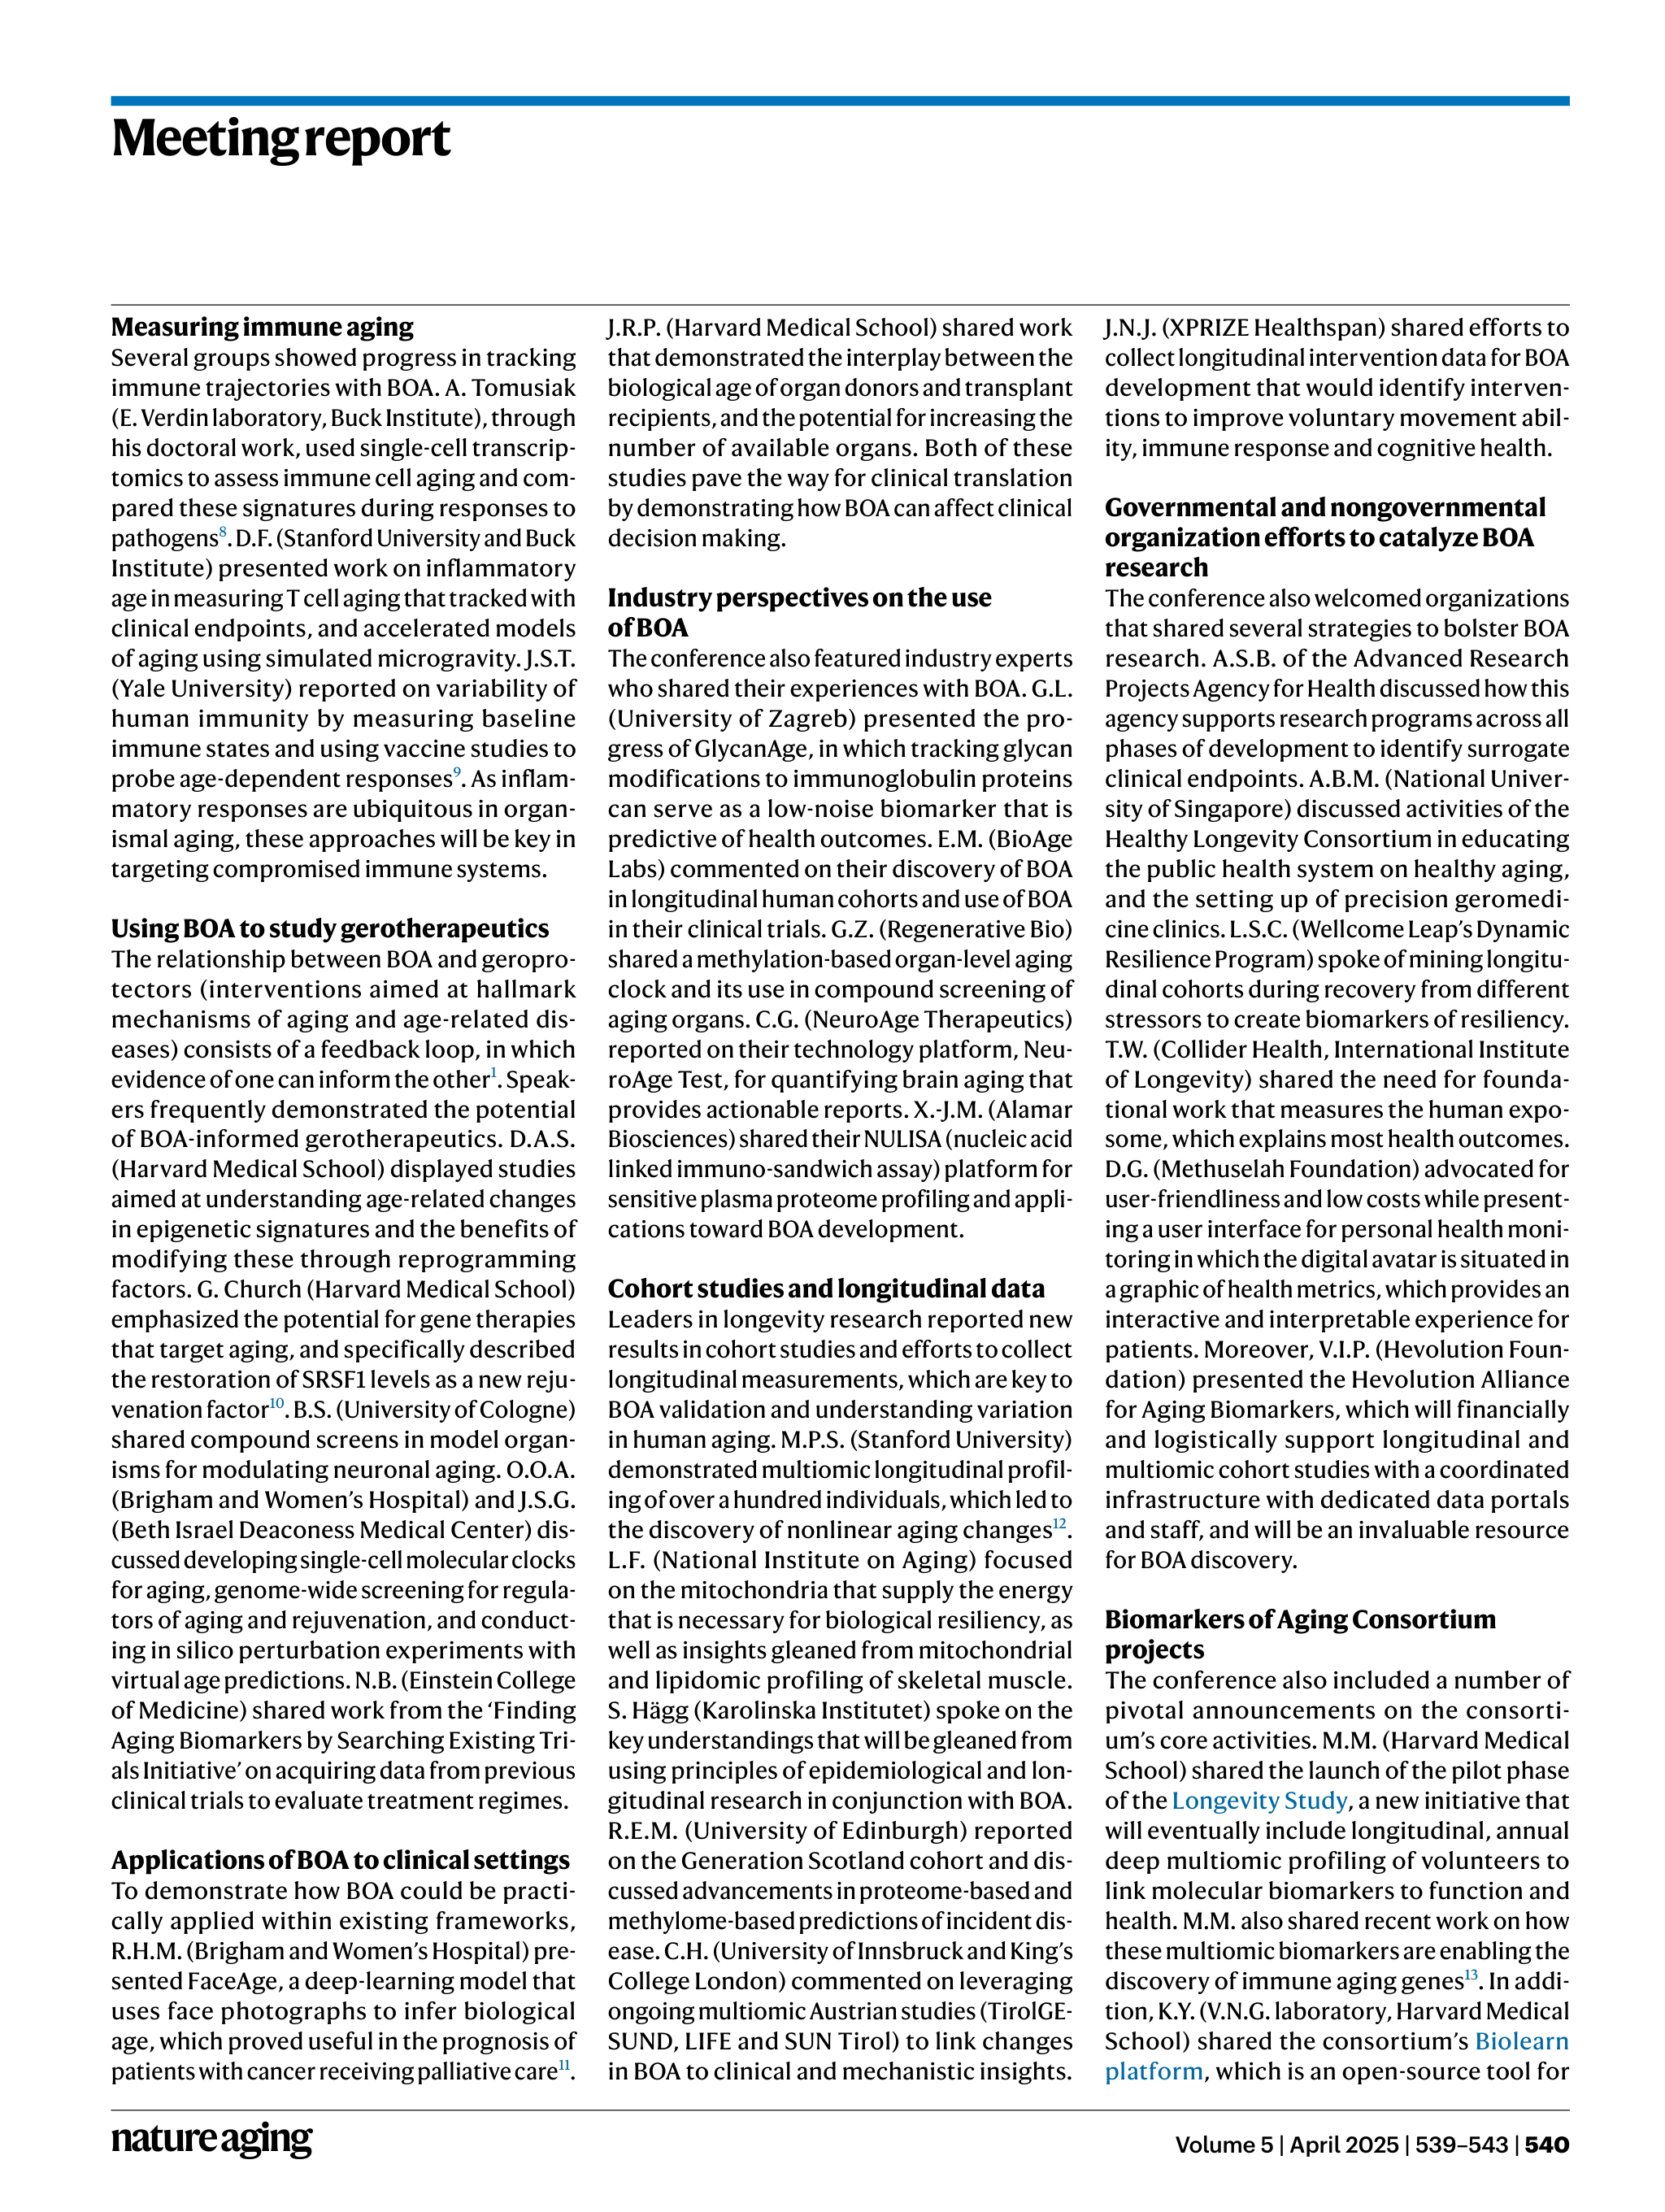 Meeting report
Measuring immune aging
Several groups showed progress in tracking
immune trajectories with BOA. A. Tomusiak
(E. Verdin laboratory, Buck Institute), through
his doctoral work, used single-cell transcrip-
tomics to assess immune cell aging and com-
pared these signatures during responses to
pathogens8. D.F. (Stanford University and Buck
Institute) presented work on inflammatory
age in measuring T cell aging that tracked with
clinical endpoints, and accelerated models
of aging using simulated microgravity. J.S.T.
(Yale University) reported on variability of
human immunity by measuring baseline
immune states and using vaccine studies to
probe age-dependent responses9. As inflam-
matory responses are ubiquitous in organ-
ismal aging, these approaches will be key in
targeting compromised immune systems.
Using BOA to study gerotherapeutics
The relationship between BOA and geropro-
tectors (interventions aimed at hallmark
mechanisms of aging and age-related dis-
eases) consists of a feedback loop, in which
evidence of one can inform the other1. Speak-
ers frequently demonstrated the potential
of BOA-informed gerotherapeutics. D.A.S.
(Harvard Medical School) displayed studies
aimed at understanding age-related changes
in epigenetic signatures and the benefits of
modifying these through reprogramming
factors. G. Church (Harvard Medical School)
emphasized the potential for gene therapies
that target aging, and specifically described
the restoration of SRSF1 levels as a new reju-
venation factor10. B.S. (University of Cologne)
shared compound screens in model organ-
isms for modulating neuronal aging. O.O.A.
(Brigham and Women's Hospital) and J.S.G.
(Beth Israel Deaconess Medical Center) dis-
cussed developing single-cell molecular clocks
for aging, genome-wide screening for regula-
tors of aging and rejuvenation, and conduct-
ing in silico perturbation experiments with
virtual age predictions. N.B. (Einstein College
of Medicine) shared work from the 'Finding
Aging Biomarkers by Searching Existing Tri-
als Initiative' on acquiring data from previous
clinical trials to evaluate treatment regimes.
Applications of BOA to clinical settings
To demonstrate how BOA could be practi-
cally applied within existing frameworks,
R.H.M. (Brigham and Women's Hospital) pre-
sented FaceAge, a deep-learning model that
uses face photographs to infer biological
age, which proved useful in the prognosis of
patients with cancer receiving palliative care11.
J.R.P. (Harvard Medical School) shared work
that demonstrated the interplay between the
biological age of organ donors and transplant
recipients, and the potential for increasing the
number of available organs. Both of these
studies pave the way for clinical translation
by demonstrating how BOA can affect clinical
decision making.
Industry perspectives on the use
of BOA
The conference also featured industry experts
who shared their experiences with BOA. G.L.
(University of Zagreb) presented the pro-
gress of GlycanAge, in which tracking glycan
modifications to immunoglobulin proteins
can serve as a low-noise biomarker that is
predictive of health outcomes. E.M. (BioAge
Labs) commented on their discovery of BOA
in longitudinal human cohorts and use of BOA
in their clinical trials. G.Z. (Regenerative Bio)
shared a methylation-based organ-level aging
clock and its use in compound screening of
aging organs. C.G. (NeuroAge Therapeutics)
reported on their technology platform, Neu-
roAge Test, for quantifying brain aging that
provides actionable reports. X.-J.M. (Alamar
Biosciences) shared their NULISA (nucleic acid
linked immuno-sandwich assay) platform for
sensitive plasma proteome profiling and appli-
cations toward BOA development.
Cohort studies and longitudinal data
Leaders in longevity research reported new
results in cohort studies and efforts to collect
longitudinal measurements, which are key to
BOA validation and understanding variation
in human aging. M.P.S. (Stanford University)
demonstrated multiomic longitudinal profil-
ing of over a hundred individuals, which led to
the discovery of nonlinear aging changes12.
L.F. (National Institute on Aging) focused
on the mitochondria that supply the energy
that is necessary for biological resiliency, as
well as insights gleaned from mitochondrial
and lipidomic profiling of skeletal muscle.
S. Hägg (Karolinska Institutet) spoke on the
key understandings that will be gleaned from
using principles of epidemiological and lon-
gitudinal research in conjunction with BOA.
R.E.M. (University of Edinburgh) reported
on the Generation Scotland cohort and dis-
cussed advancements in proteome-based and
methylome-based predictions of incident dis-
ease. C.H. (University of Innsbruck and King's
College London) commented on leveraging
ongoing multiomic Austrian studies (TirolGE-
SUND, LIFE and SUN Tirol) to link changes
in BOA to clinical and mechanistic insights.
J.N.J. (XPRIZE Healthspan) shared efforts to
collect longitudinal intervention data for BOA
development that would identify interven-
tions to improve voluntary movement abil-
ity, immune response and cognitive health.
Governmental and nongovernmental
organization efforts to catalyze BOA
research
The conference also welcomed organizations
that shared several strategies to bolster BOA
research. A.S.B. of the Advanced Research
Projects Agency for Health discussed how this
agency supports research programs across all
phases of development to identify surrogate
clinical endpoints. A.B.M. (National Univer-
sity of Singapore) discussed activities of the
Healthy Longevity Consortium in educating
the public health system on healthy aging,
and the setting up of precision geromedi-
cine clinics. L.S.C. (Wellcome Leap's Dynamic
Resilience Program) spoke of mining longitu-
dinal cohorts during recovery from different
stressors to create biomarkers of resiliency.
T.W. (Collider Health, International Institute
of Longevity) shared the need for founda-
tional work that measures the human expo-
some, which explains most health outcomes.
D.G. (Methuselah Foundation) advocated for
user-friendliness and low costs while present-
ing a user interface for personal health moni-
toring in which the digital avatar is situated in
a graphic of health metrics, which provides an
interactive and interpretable experience for
patients. Moreover, V.I.P. (Hevolution Foun-
dation) presented the Hevolution Alliance
for Aging Biomarkers, which will financially
and logistically support longitudinal and
multiomic cohort studies with a coordinated
infrastructure with dedicated data portals
and staff, and will be an invaluable resource
for BOA discovery.
Biomarkers of Aging Consortium
projects
The conference also included a number of
pivotal announcements on the consorti-
um's core activities. M.M. (Harvard Medical
School) shared the launch of the pilot phase
of the Longevity Study, a new initiative that
will eventually include longitudinal, annual
deep multiomic profiling of volunteers to
link molecular biomarkers to function and
health. M.M. also shared recent work on how
these multiomic biomarkers are enabling the
discovery of immune aging genes13. In addi-
tion, K.Y. (V.N.G. laboratory, Harvard Medical
School) shared the consortium's Biolearn
platform, which is an open-source tool for
nature aging
Volume 5 | April 2025 | 539–543 | 540